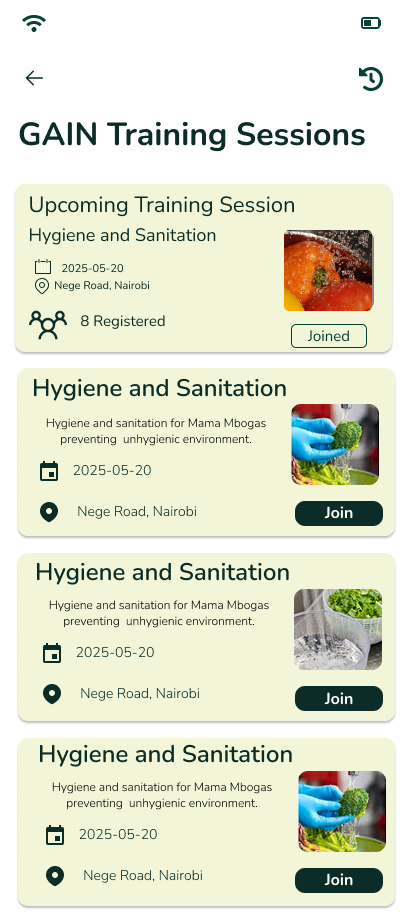 GAIN Training Sessions
Upcoming Training Session
Hygiene and Sanitation
2025-05-20
Nege Road, Nairobi
8 Registered
Joined
Hygiene and Sanitation
Hygiene and sanitation for Mama Mbogas
preventing unhygienic environment.
2025-05-20
Nege Road, Nairobi
Join
Hygiene and Sanitation
Hygiene and sanitation for Mama Mbogas
preventing unhygienic environment.
2025-05-20
Nege Road, Nairobi
Join
Hygiene and Sanitation
Hygiene and sanitation for Mama Mbogas
preventing unhygienic environment.
2025-05-20
Nege Road, Nairobi
Join